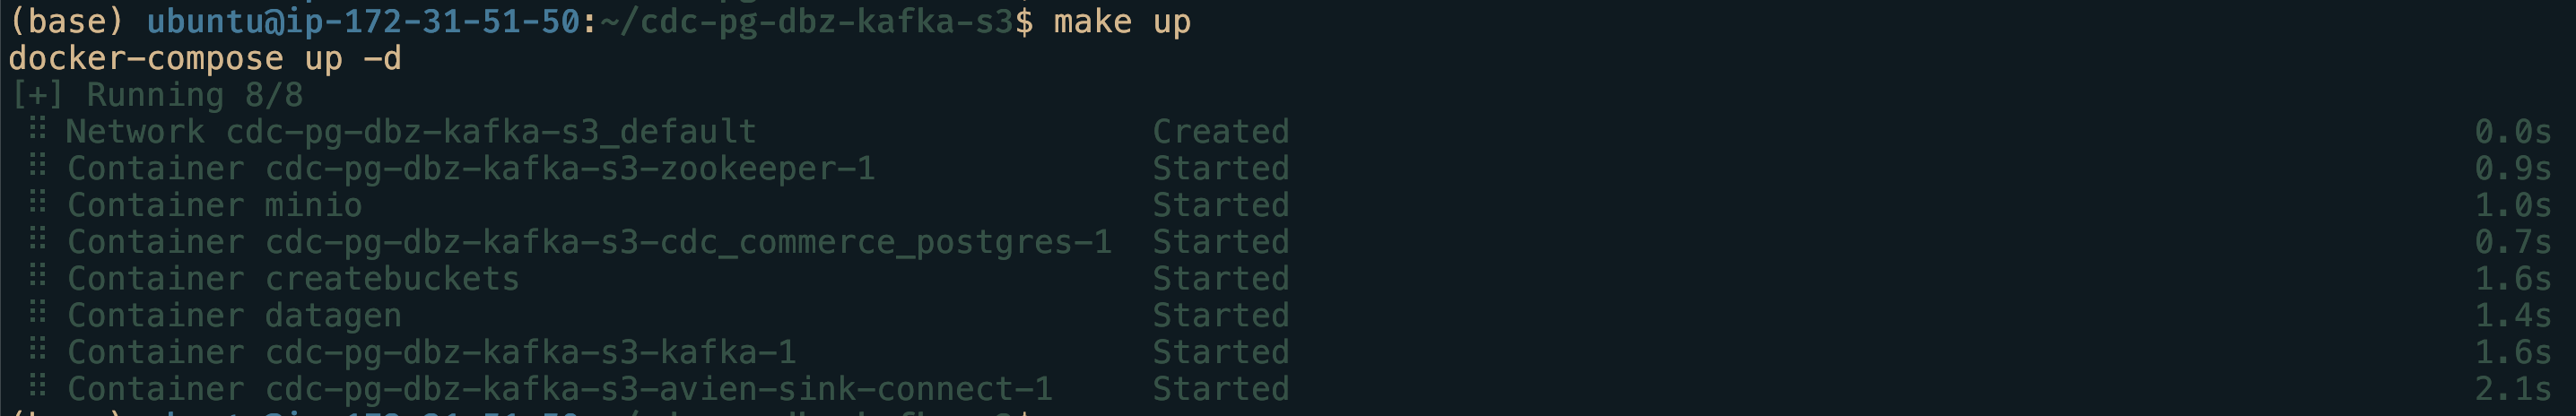 (base) ubuntu@ip-172-31-51-50:~/cdc-pg-dbz-kafka-s3$ make up
docker-compose up -d
[+] Running 8/8
⠿ Network cdc-pg-dbz-kafka-s3_default Created 0.0s
⠿ Container cdc-pg-dbz-kafka-s3-zookeeper-1 Started 0.9s
⠿ Container minio Started 1.0s
⠿ Container cdc-pg-dbz-kafka-s3-cdc_commerce_postgres-1 Started 0.7s
⠿ Container createbuckets Started 1.6s
⠿ Container datagen Started 1.4s
⠿ Container cdc-pg-dbz-kafka-s3-kafka-1 Started 1.6s
⠿ Container cdc-pg-dbz-kafka-s3-avien-sink-connect-1 Started 2.1s